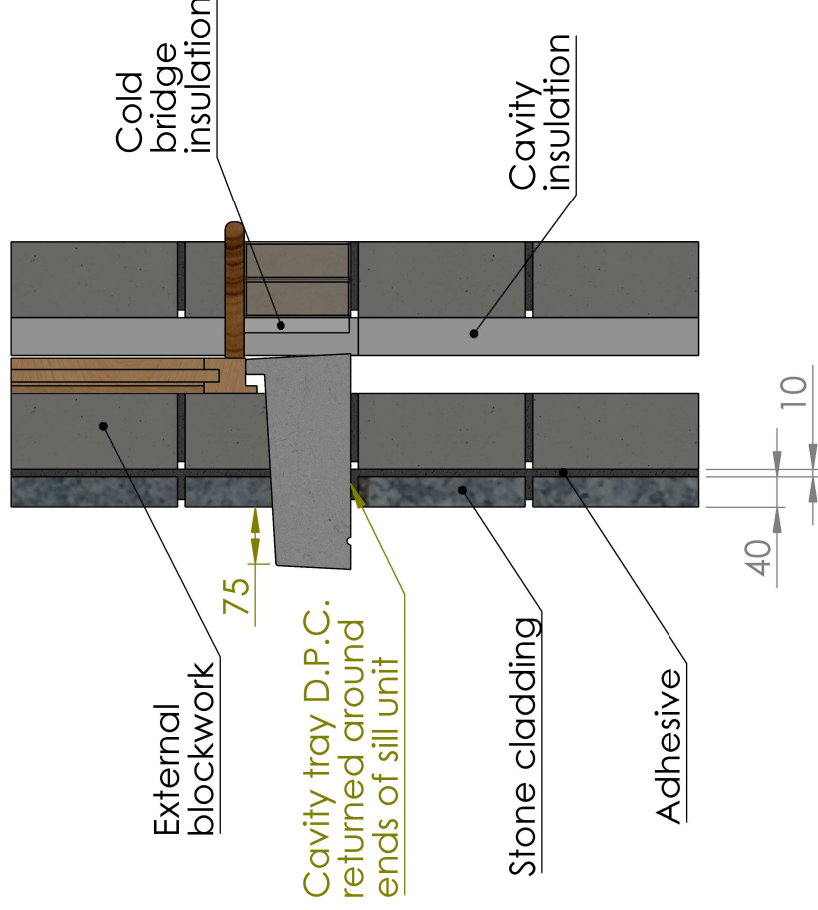 Cold
bridge
insulation
Cavity
insulation
10
40
75
External
blockwork
Cavity tray D.P.C.
returned around
ends of sill unit
Stone cladding
Adhesive